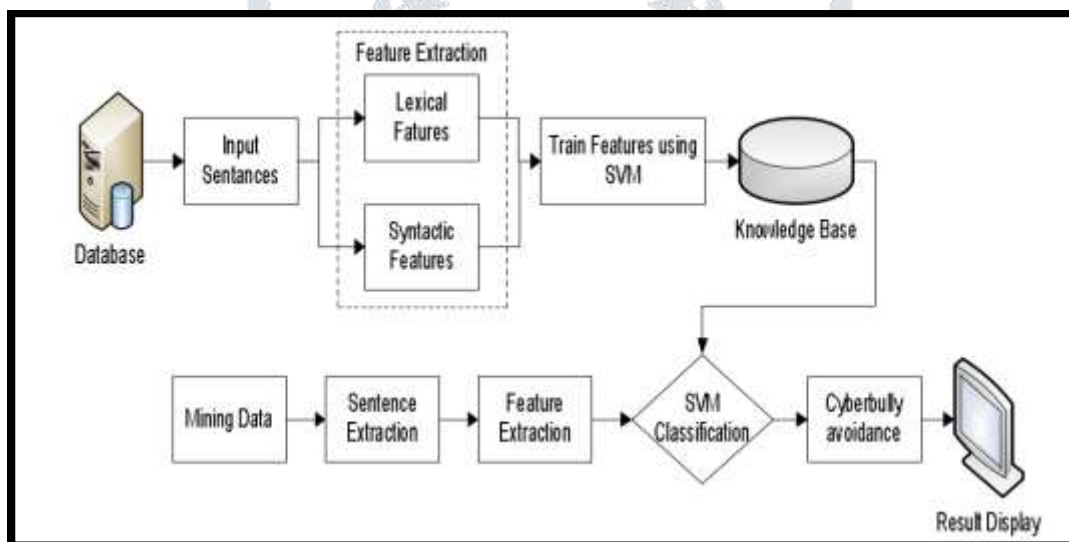 Feature Extraction
Lexical
Fatures
Input
Sentances
Train Features using
SVM
Syntactic
Features
Database
Knowledge Base
Mining Data
Sentence
Extraction
Feature
Extraction
SVM
Classification
Cyberbully
avoidance
Result Display